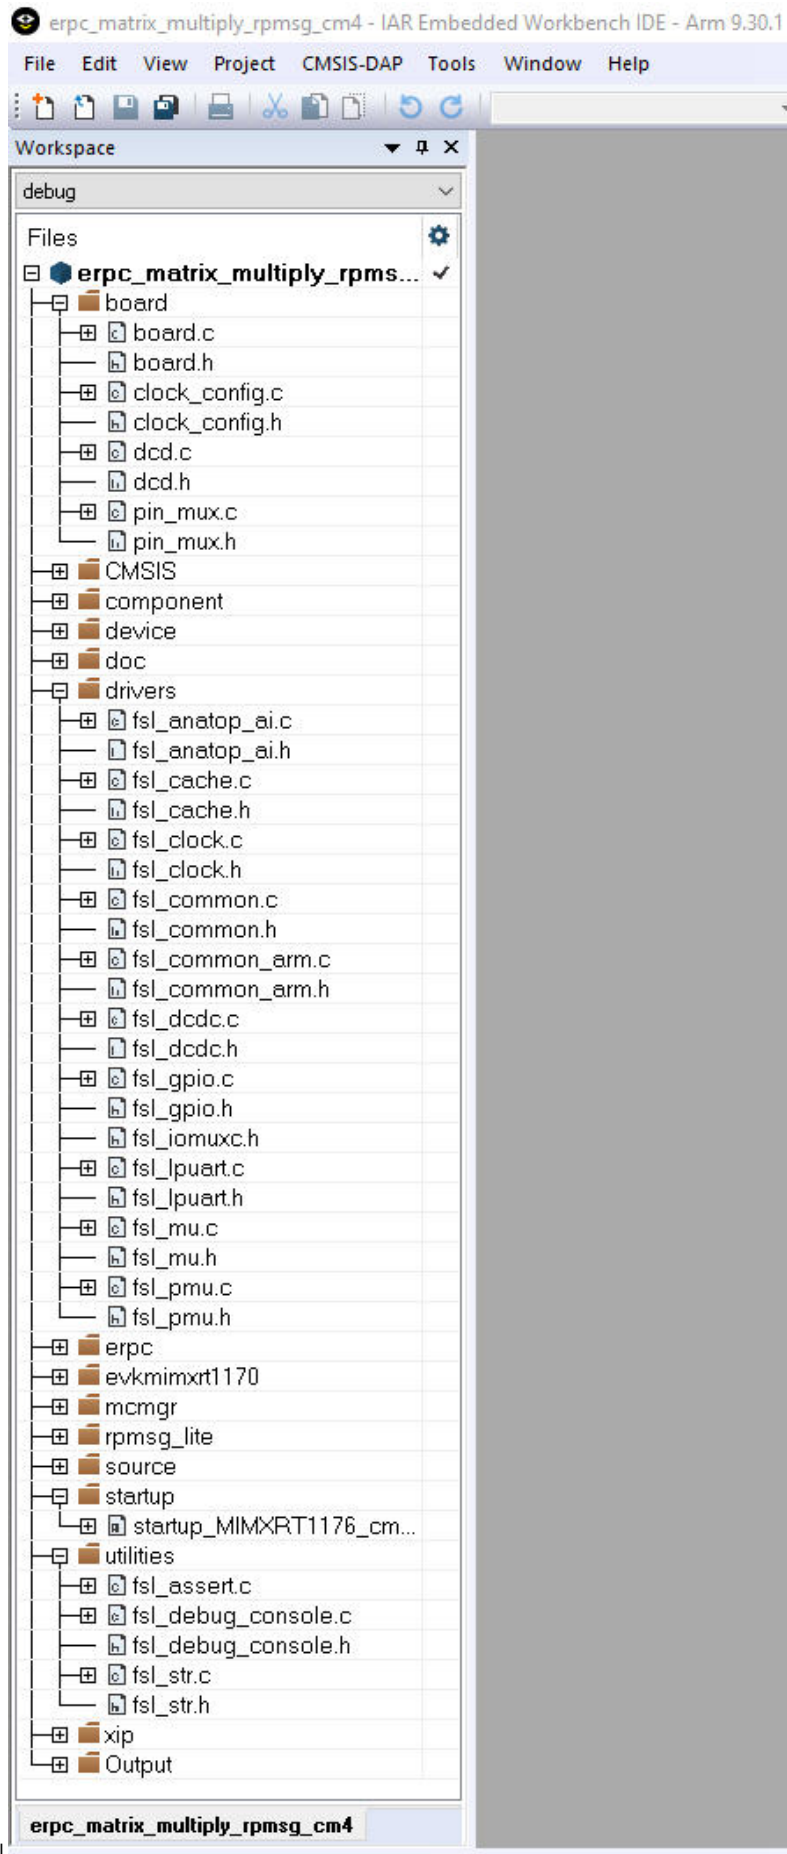 erpc_matrix_multiply_rpmsg_cm4 - IAR Embedded Workbench IDE - Arm 9.30.1
File Edit View Project CMSIS-DAP Tools Window Help
Workspace
debug
Files
erpc_matrix_multiply_rpms...
board
board.c
board.h
clock_config.c
clock_config.h
dcd.c
dcd.h
pin_mux.c
pin_mux.h
CMSIS
component
device
doc
drivers
fsl_anatop_ai.c
fsl_anatop_ai.h
fsl_cache.c
fsl_cache.h
fsl_clock.c
fsl_clock.h
fsl_common.c
fsl_common.h
fsl_common_arm.c
fsl_common_arm.h
fsl_dcdc.c
fsl_dcdc.h
fsl_gpio.c
fsl_gpio.h
fsl_iomuxc.h
fsl_lpuart.c
fsl_lpuart.h
fsl_mu.c
fsl_mu.h
fsl_pmu.c
fsl_pmu.h
erpc
evkmimxrt1170
mcmgr
rpmsg_lite
source
startup
startup_MIMXRT1176_cm...
utilities
fsl_assert.c
fsl_debug_console.c
fsl_debug_console.h
fsl_str.c
fsl_str.h
xip
Output
erpc_matrix_multiply_rpmsg_cm4